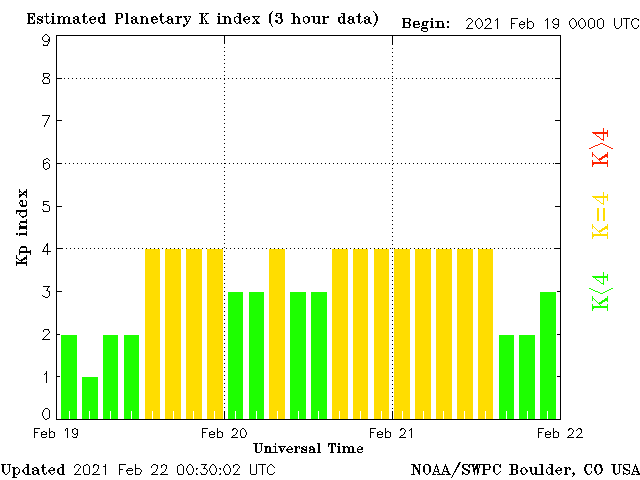 Estimated Planetary K index (3 hour data)
Begin: 2021 Feb 19 0000 UTC
9
8
7
6
5
4
3
2
1
0
Kp index
K>4
K=4
K<4
Feb 19
Feb 20
Feb 21
Feb 22
Universal Time
Updated 2021 Feb 22 00:30:02 UTC
NOAA/SWPC Boulder, CO USA